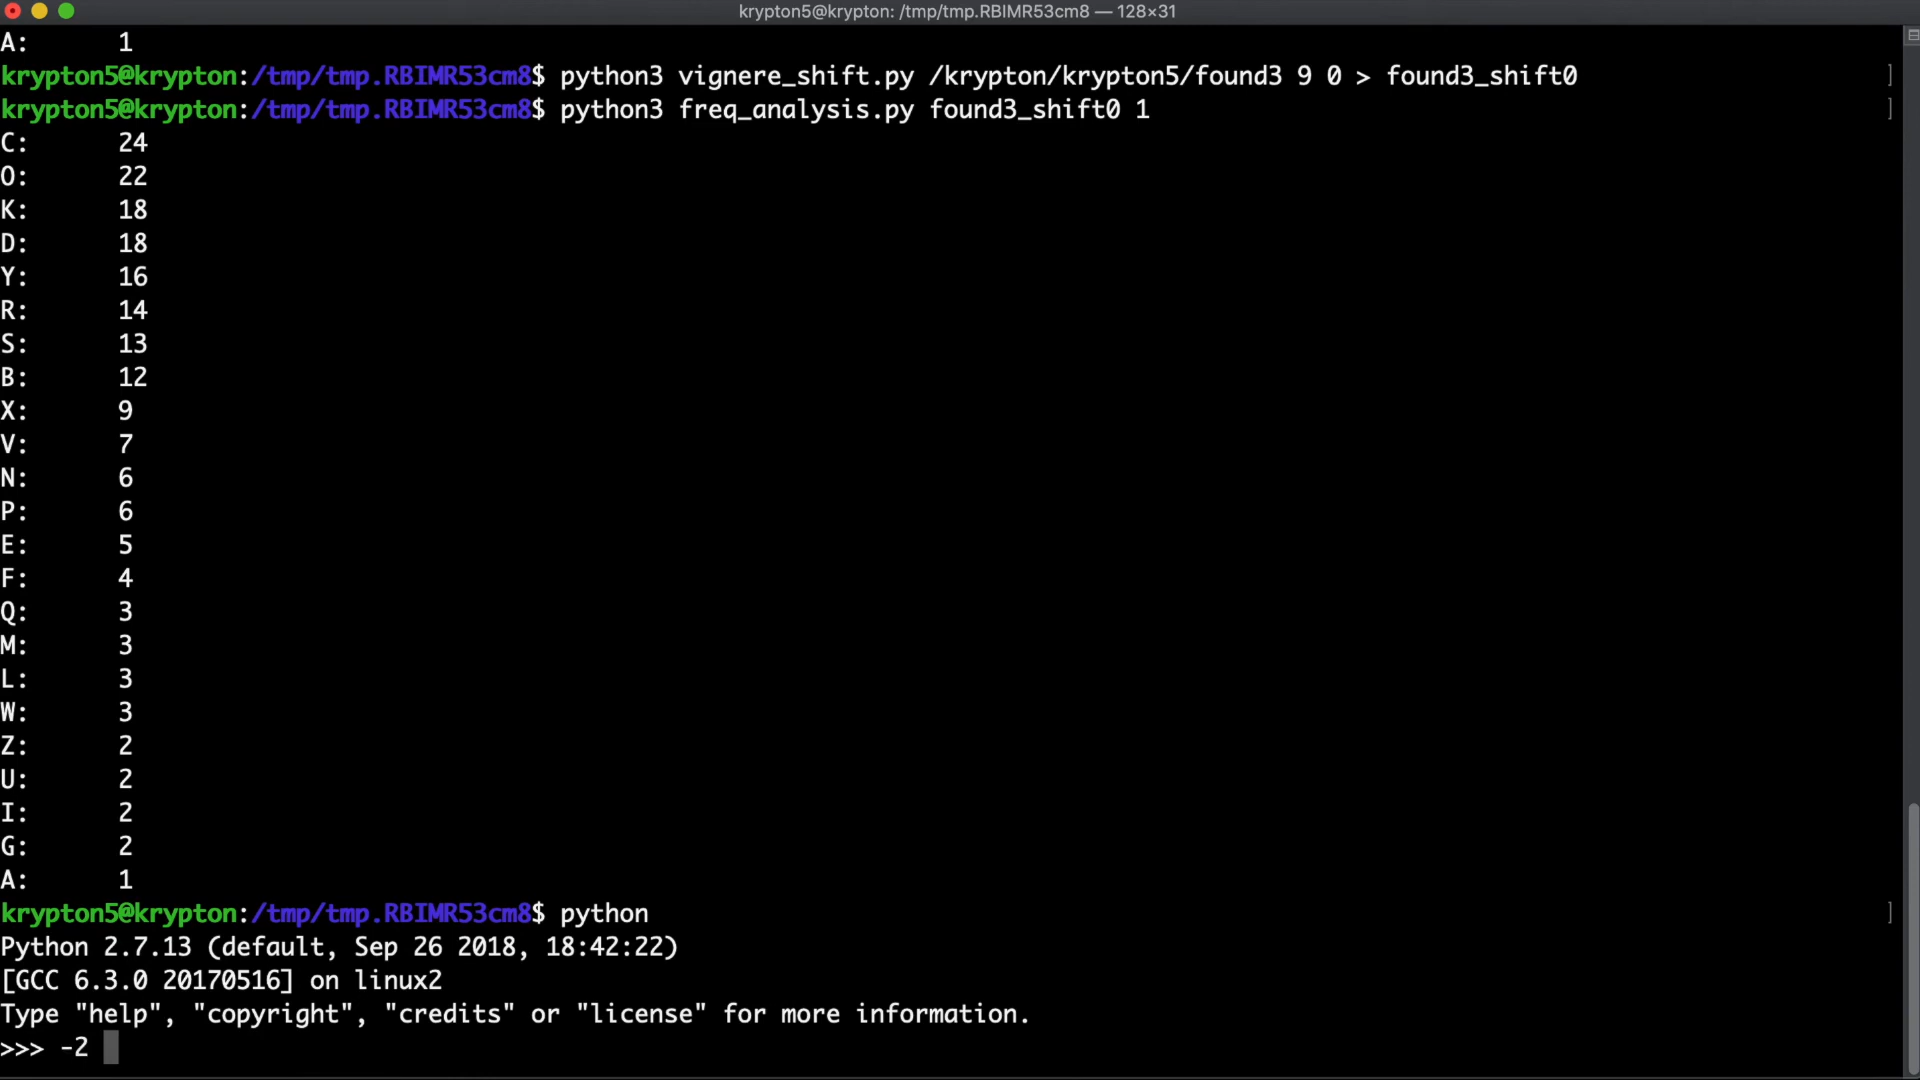 krypton5@krypton: /tmp/tmp.RBIMR53cm8 — 128×31
A: 1
krypton5@krypton:/tmp/tmp.RBIMR53cm8$ python3 vignere_shift.py /krypton/krypton5/found3 9 0 > found3_shift0 ]
krypton5@krypton:/tmp/tmp.RBIMR53cm8$ python3 freq_analysis.py found3_shift0 1 ]
C: 24
O: 22
K: 18
D: 18
Y: 16
R: 14
S: 13
B: 12
X: 9
V: 7
N: 6
P: 6
E: 5
F: 4
Q: 3
M: 3
L: 3
W: 3
Z: 2
U: 2
I: 2
G: 2
A: 1
krypton5@krypton:/tmp/tmp.RBIMR53cm8$ python ]
Python 2.7.13 (default, Sep 26 2018, 18:42:22)
[GCC 6.3.0 20170516] on linux2
Type "help", "copyright", "credits" or "license" for more information.
>>> -2